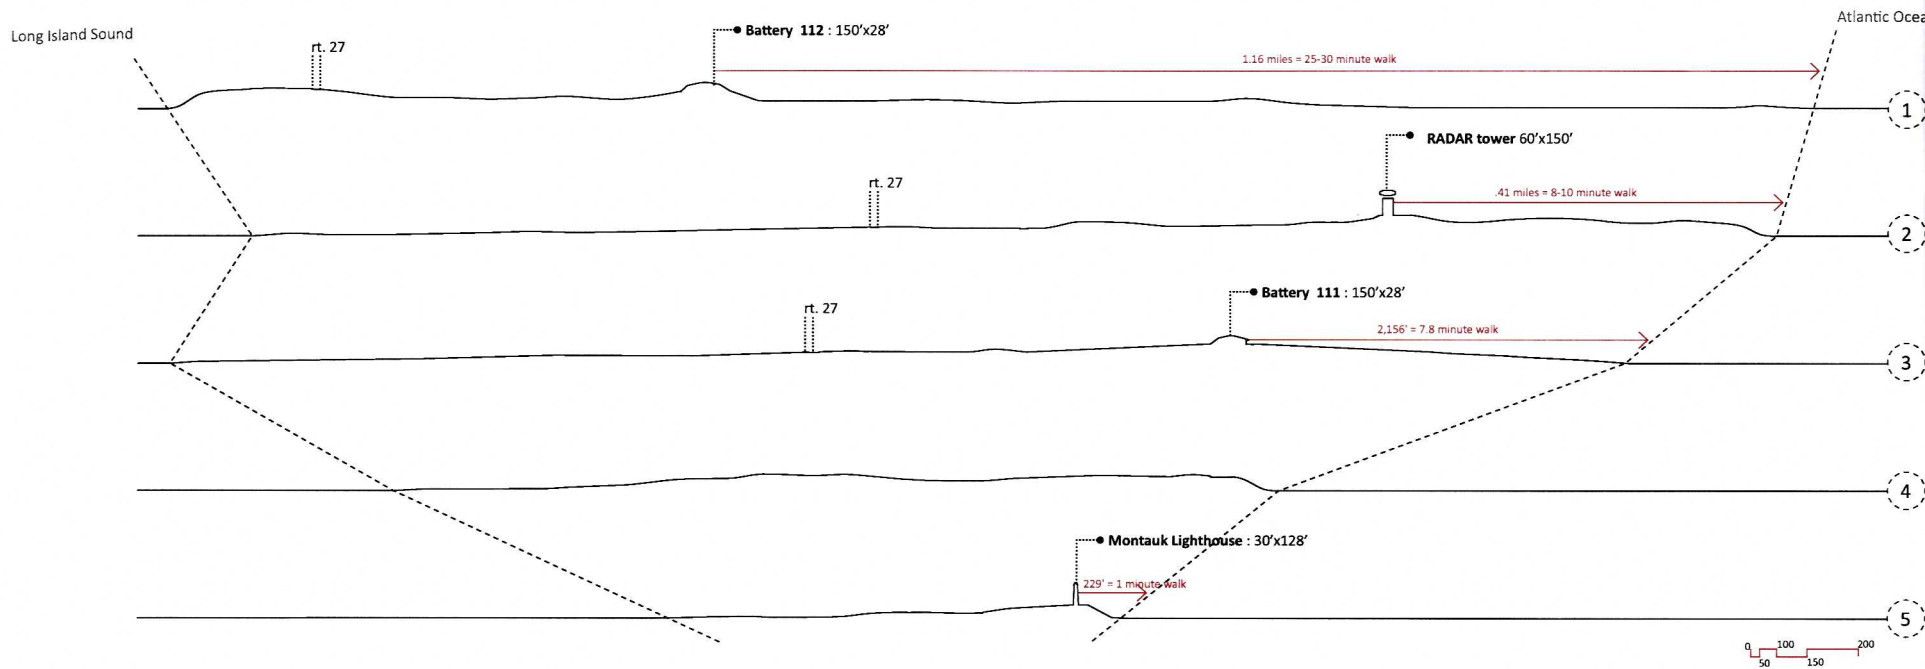 Long Island Sound
Atlantic Ocea
rt. 27
Battery 112 : 150'x28'
1.16 miles = 25-30 minute walk
1
RADAR tower 60'x150'
rt. 27
.41 miles = 8-10 minute walk
2
Battery 111 : 150'x28'
rt. 27
2,156' = 7.8 minute walk
3
4
Montauk Lighthouse : 30'x128'
229' = 1 minute walk
5
0 100 200
50 150